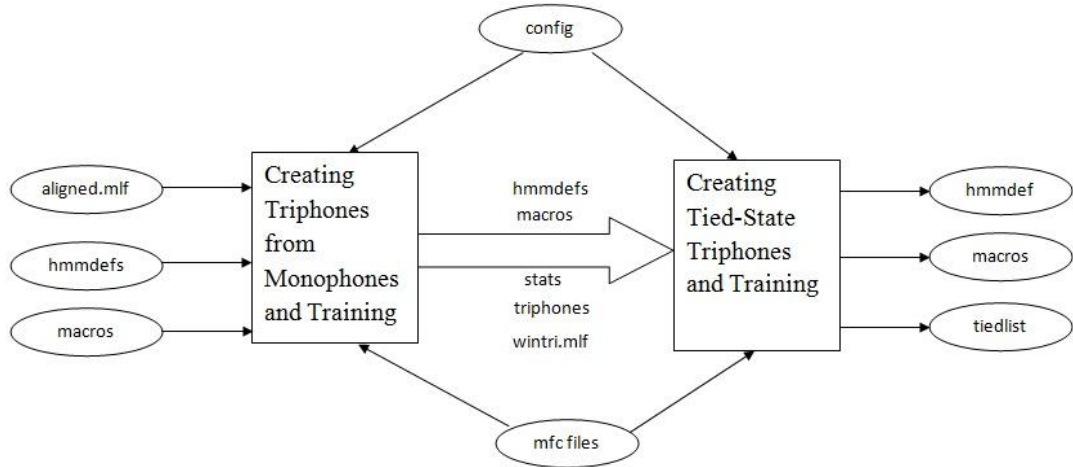 config
aligned.mlf
hmmdefs
macros
Creating
Triphones
from
Monophones
and Training
hmmdefs
macros
stats
triphones
wintri.mlf
Creating
Tied-State
Triphones
and Training
hmmdef
macros
tiedlist
mfc files